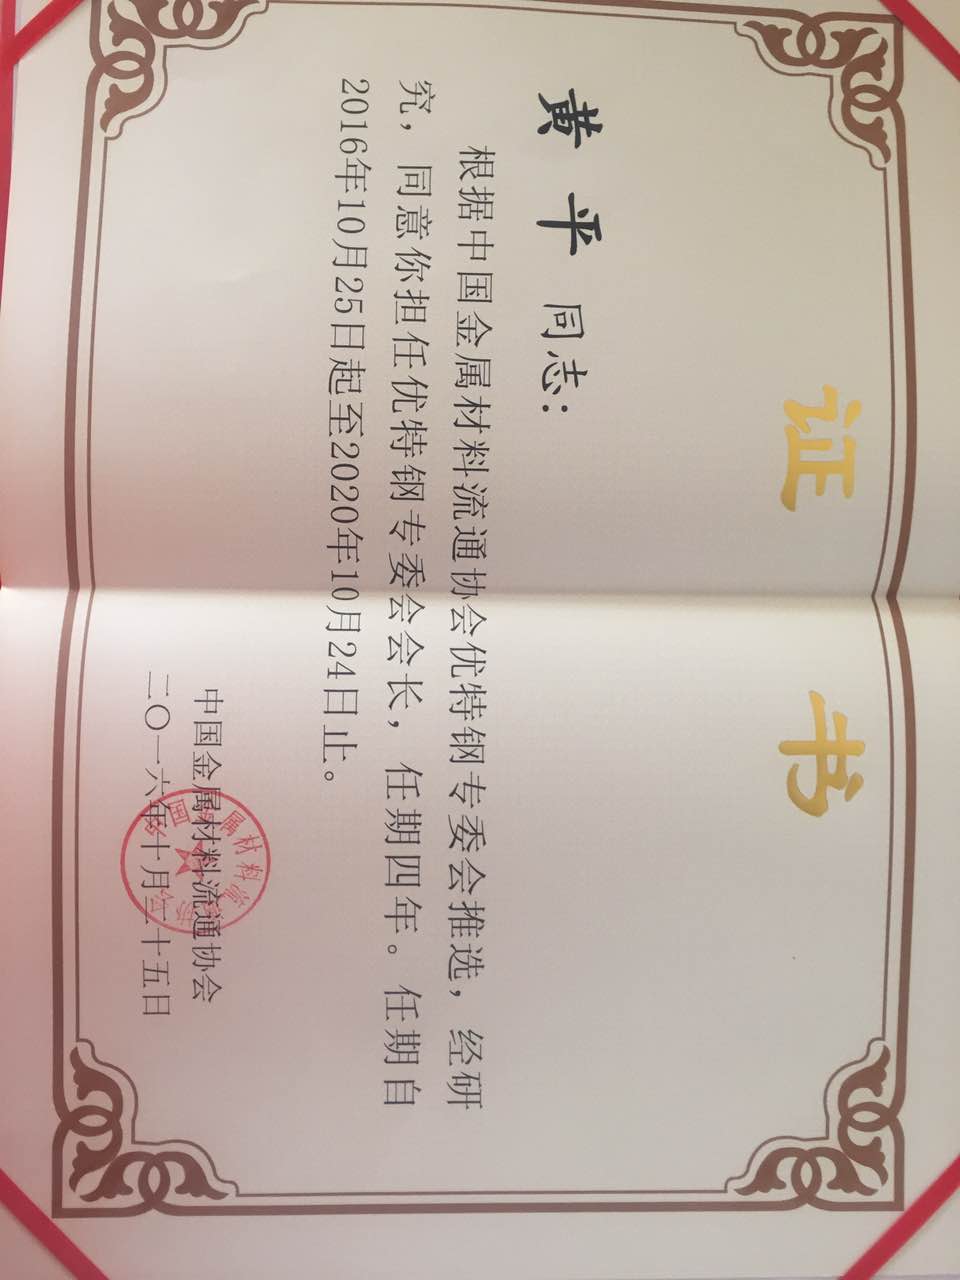 证书
黄平同志：
根据中国金属材料流通协会优特钢专委会推选，经研
究，同意你担任优特钢专委会会长，任期四年。任期自
2016年10月25日起至2020年10月24日止。
中国金属材料流通协会
二〇一六年十月二十五日